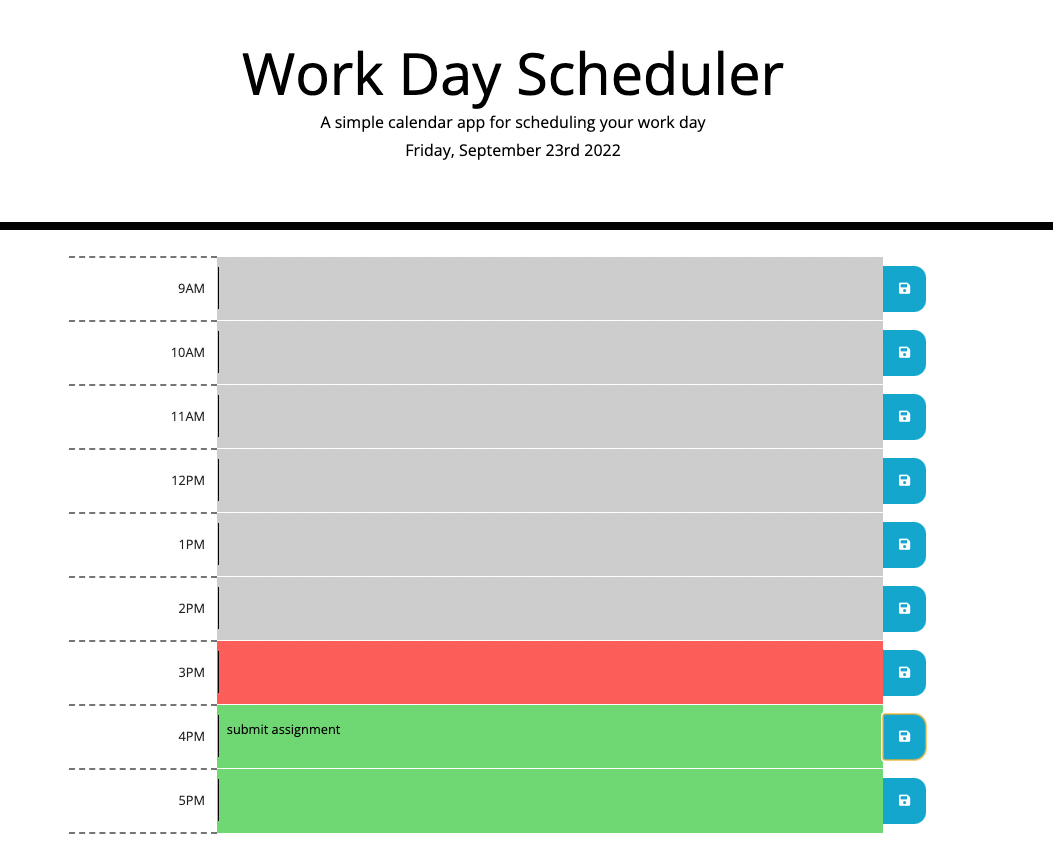 Work Day Scheduler
A simple calendar app for scheduling your work day
Friday, September 23rd 2022
9AM
10AM
11AM
12PM
1PM
2PM
3PM
4PM submit assignment
5PM